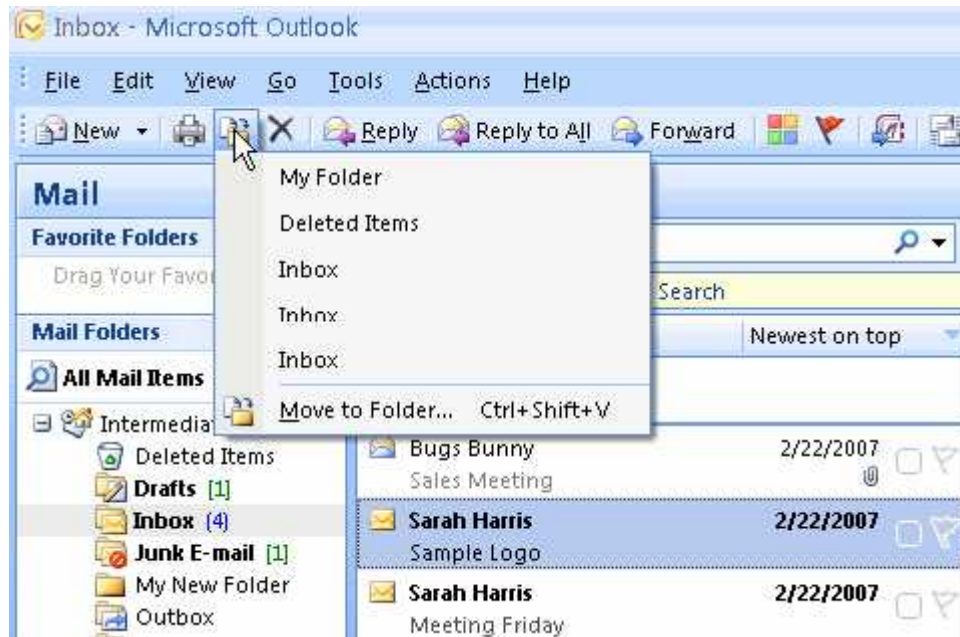 Inbox - Microsoft Outlook
File Edit View Go Tools Actions Help
New Reply Reply to All Forward
My Folder
Deleted Items
Inbox
Inbox
Inbox
Move to Folder... Ctrl+Shift+V
Mail
Favorite Folders
Drag Your
Mail Folders
All Mail Items
Deleted Items
Drafts [1]
Inbox (4)
Junk E-mail [1]
My New Folder
Outbox
Search
Newest on top
Bugs Bunny 2/22/2007
Sales Meeting
Sarah Harris 2/22/2007
Sample Logo
Sarah Harris 2/22/2007
Meeting Friday